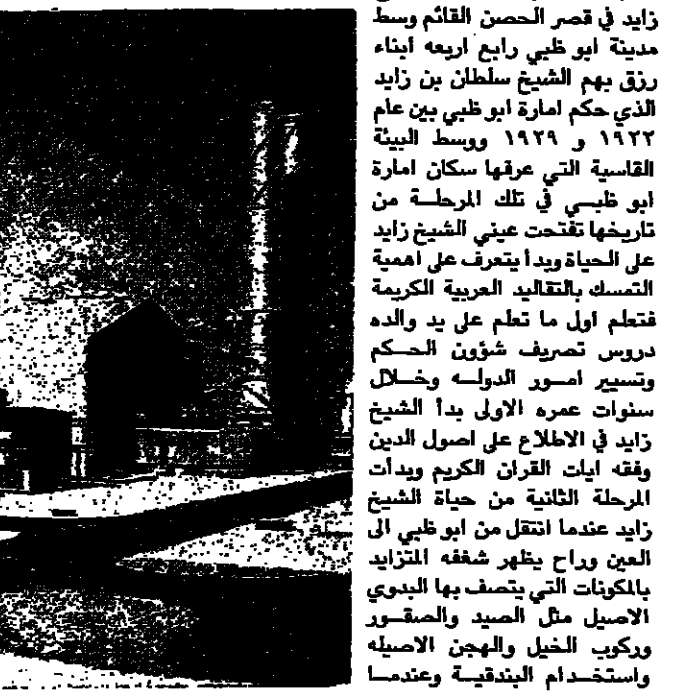 زايد في قصر الحصن القائم وسط
مدينة ابو ظبي رابع اربعه ابناء
رزق بهم الشيخ سلطان بن زايد
الذي حكم امارة ابو ظبي بين عام
١٩٢٢ و ١٩٢٩ ووسط البيئة
القاسية التي عرفها سكان امارة
ابو ظبي في تلك المرحلة من
تاريخها تفتحت عيني الشيخ زايد
على الحياة وبدأ يتعرف على اهمية
التمسك بالتقاليد العربية الكريمة
فتعلم اول ما تعلم على يد والده
دروس تصريف شؤون الحكم
وتسيير امور الدوله وخلال
سنوات عمره الاولى بدأ الشيخ
زايد في الاطلاع على اصول الدين
وفقه ايات القران الكريم وبدأت
المرحلة الثانية من حياة الشيخ
زايد عندما انتقل من ابو ظبي الى
العين وراح يظهر شغفه المتزايد
بالمكونات التي يتصف بها البدوي
الاصيل مثل الصيد والصقور
وركوب الخيل والهجن الاصيله
واستخدام البندقية وعندما